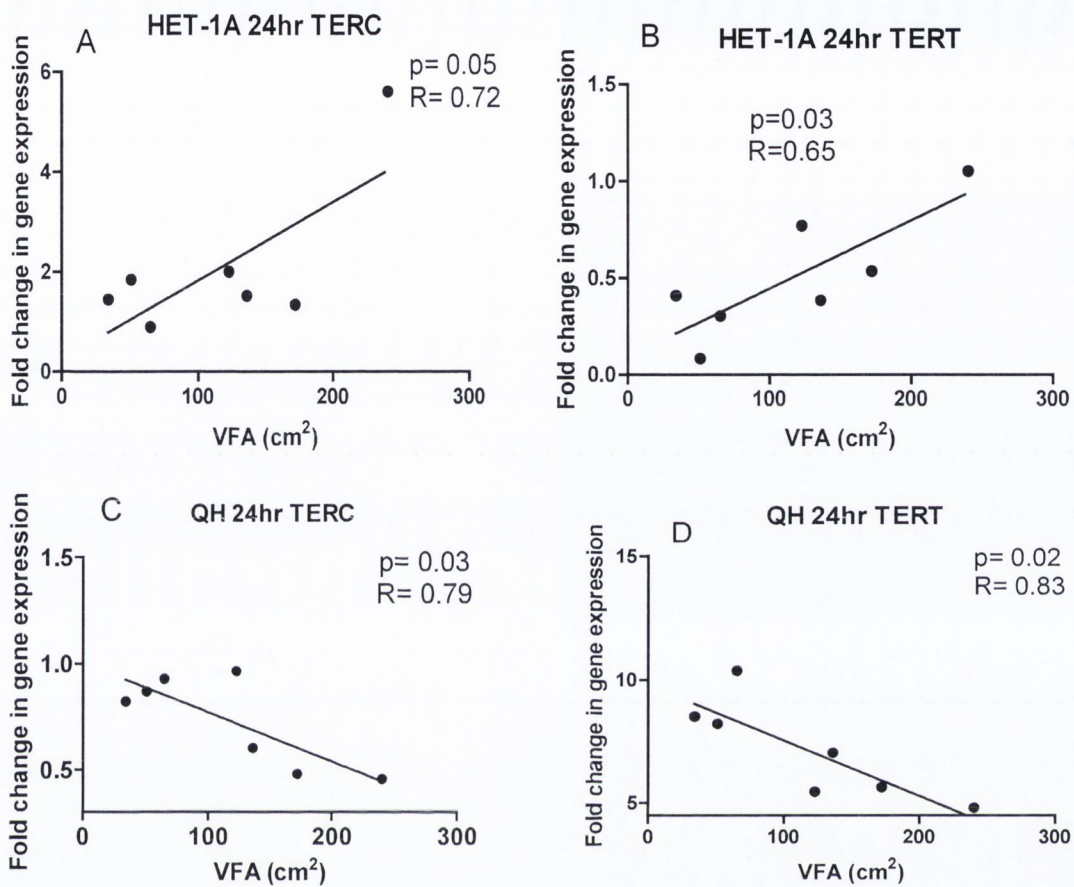 A
HET-1A 24hr TERC
p= 0.05
R= 0.72
Fold change in gene expression
6
4
2
0
0
100
200
300
VFA (cm²)
B
HET-1A 24hr TERT
p=0.03
R=0.65
Fold change in gene expression
1.5
1.0
0.5
0.0
0
100
200
300
VFA (cm²)
C
QH 24hr TERC
p= 0.03
R= 0.79
Fold change in gene expression
1.5
1.0
0.5
0
100
200
300
VFA (cm²)
D
QH 24hr TERT
p= 0.02
R= 0.83
Fold change in gene expression
15
10
5
0
100
200
300
VFA (cm²)